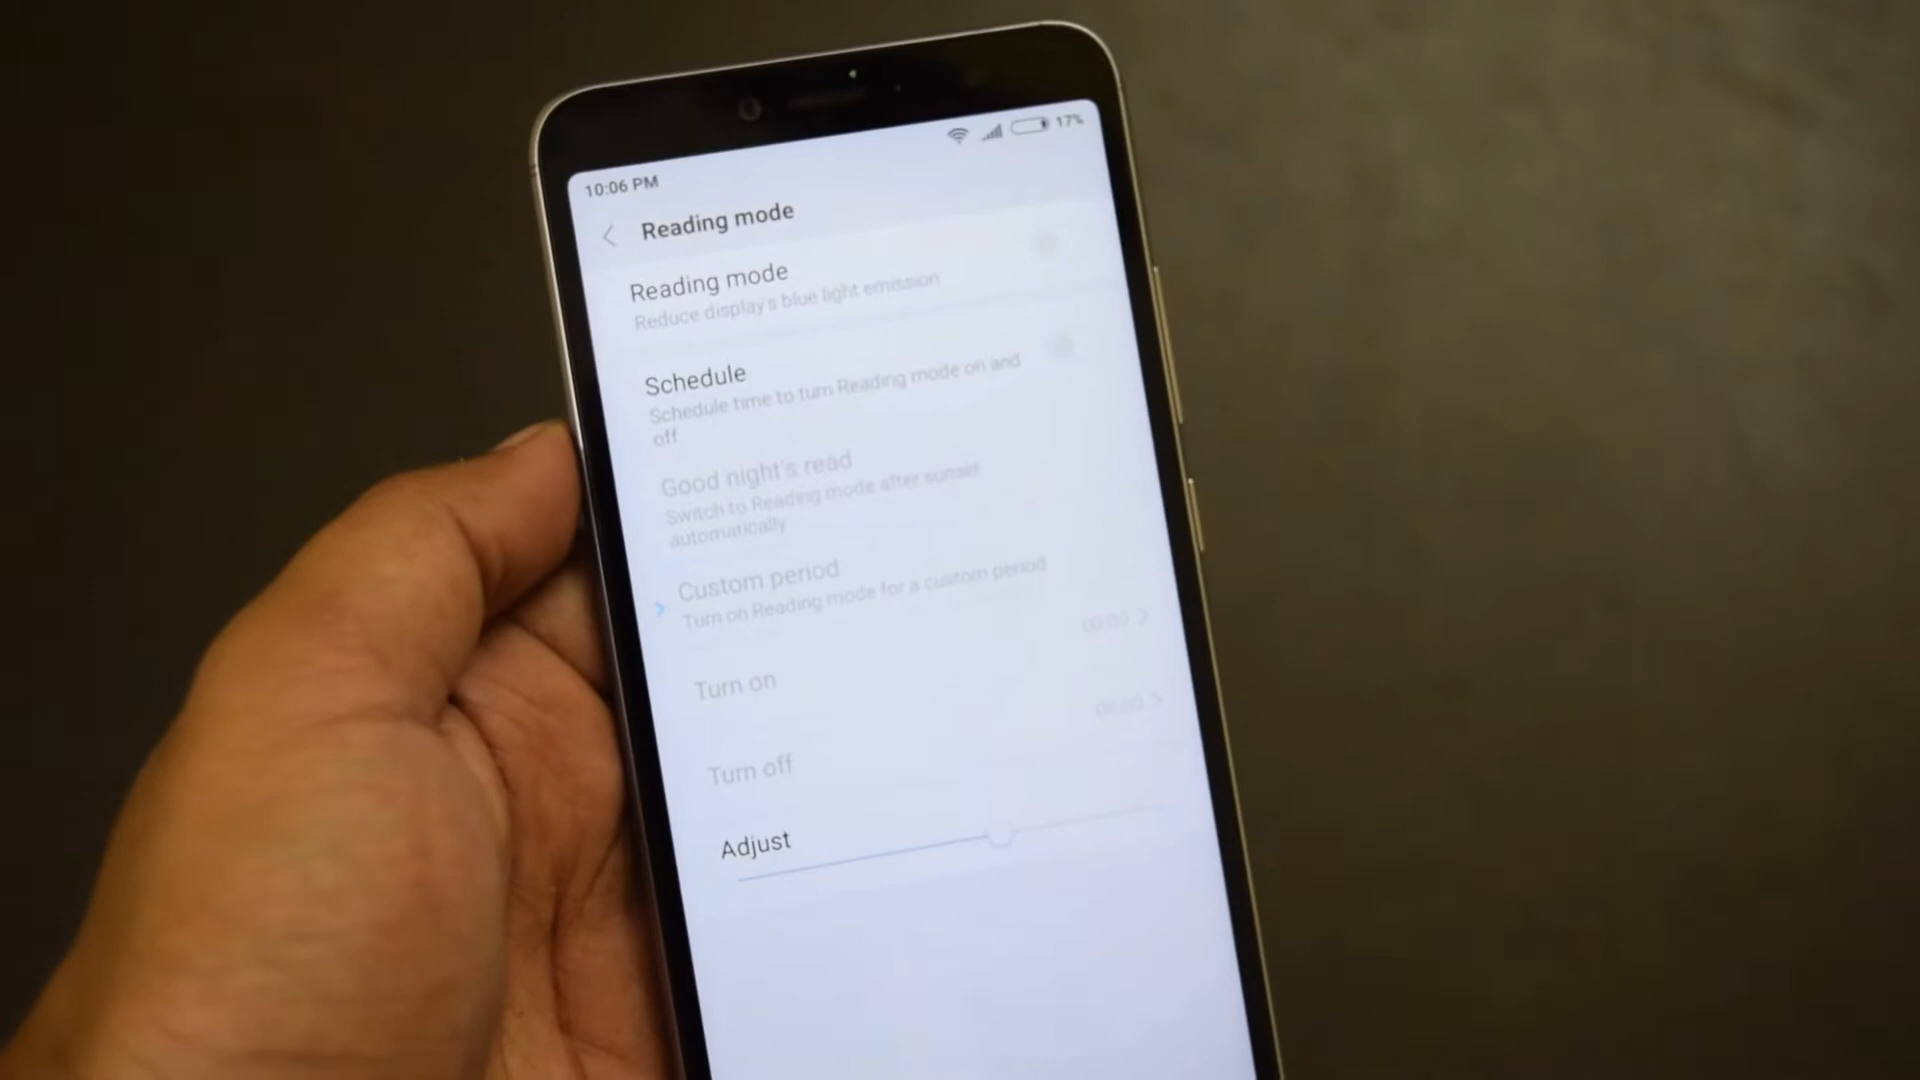 10:06 PM
17%
Reading mode
Reading mode
Reduce display's blue light emission
Schedule
Schedule time to turn Reading mode on and
off
Good night's read
Switch to Reading mode after sunset
automatically
Custom period
Turn on Reading mode for a custom period
Turn on
Turn off
Adjust